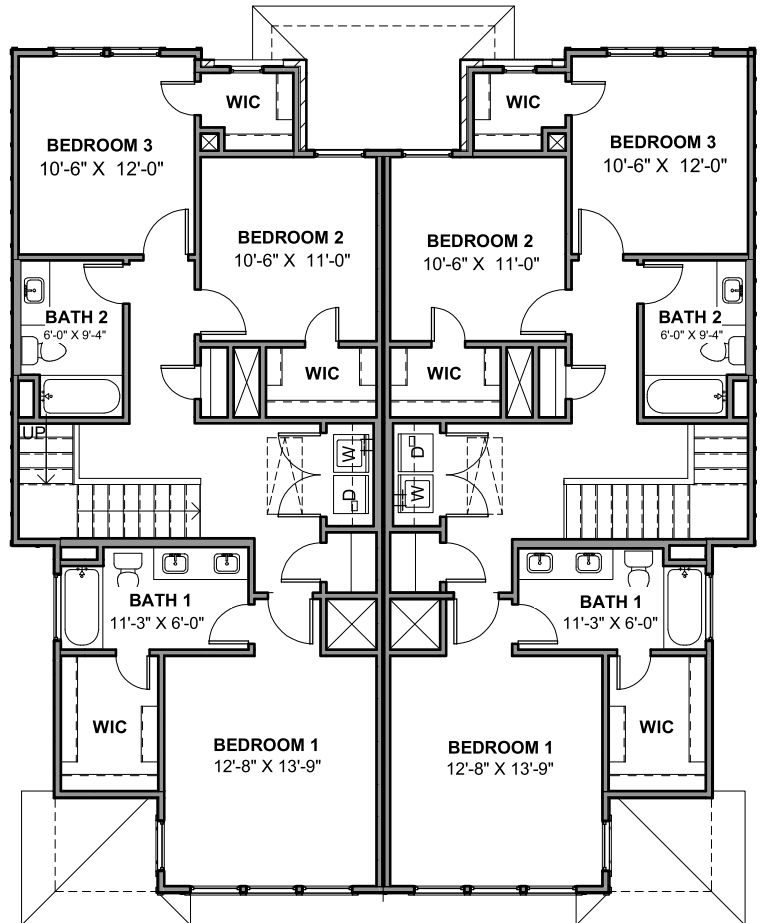 WIC
WIC
BEDROOM 3
10'-6" X 12'-0"
BEDROOM 3
10'-6" X 12'-0"
BEDROOM 2
10'-6" X 11'-0"
BEDROOM 2
10'-6" X 11'-0"
BATH 2
6'-0" X 9'-4"
BATH 2
6'-0" X 9'-4"
WIC
WIC
UP
W
D
D
W
BATH 1
11'-3" X 6'-0"
BATH 1
11'-3" X 6'-0"
WIC
WIC
BEDROOM 1
12'-8" X 13'-9"
BEDROOM 1
12'-8" X 13'-9"